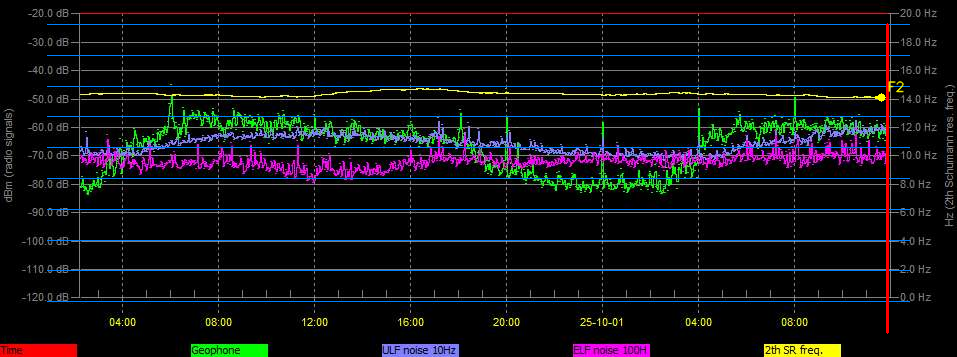 -20.0 dB 20.0 Hz
-30.0 dB 18.0 Hz
-40.0 dB 16.0 Hz
F2
-50.0 dB 14.0 Hz
-60.0 dB 12.0 Hz
-70.0 dB 10.0 Hz
-80.0 dB 8.0 Hz
-90.0 dB 6.0 Hz
-100.0 dB 4.0 Hz
-110.0 dB 2.0 Hz
-120.0 dB 0.0 Hz
dBm (radio signals)
Hz (2th Schumann res. freq.)
04:00 08:00 12:00 16:00 20:00 25-10-01 04:00 08:00
Time Geophone ULF noise 10Hz ELF noise 100H 2th SR freq.